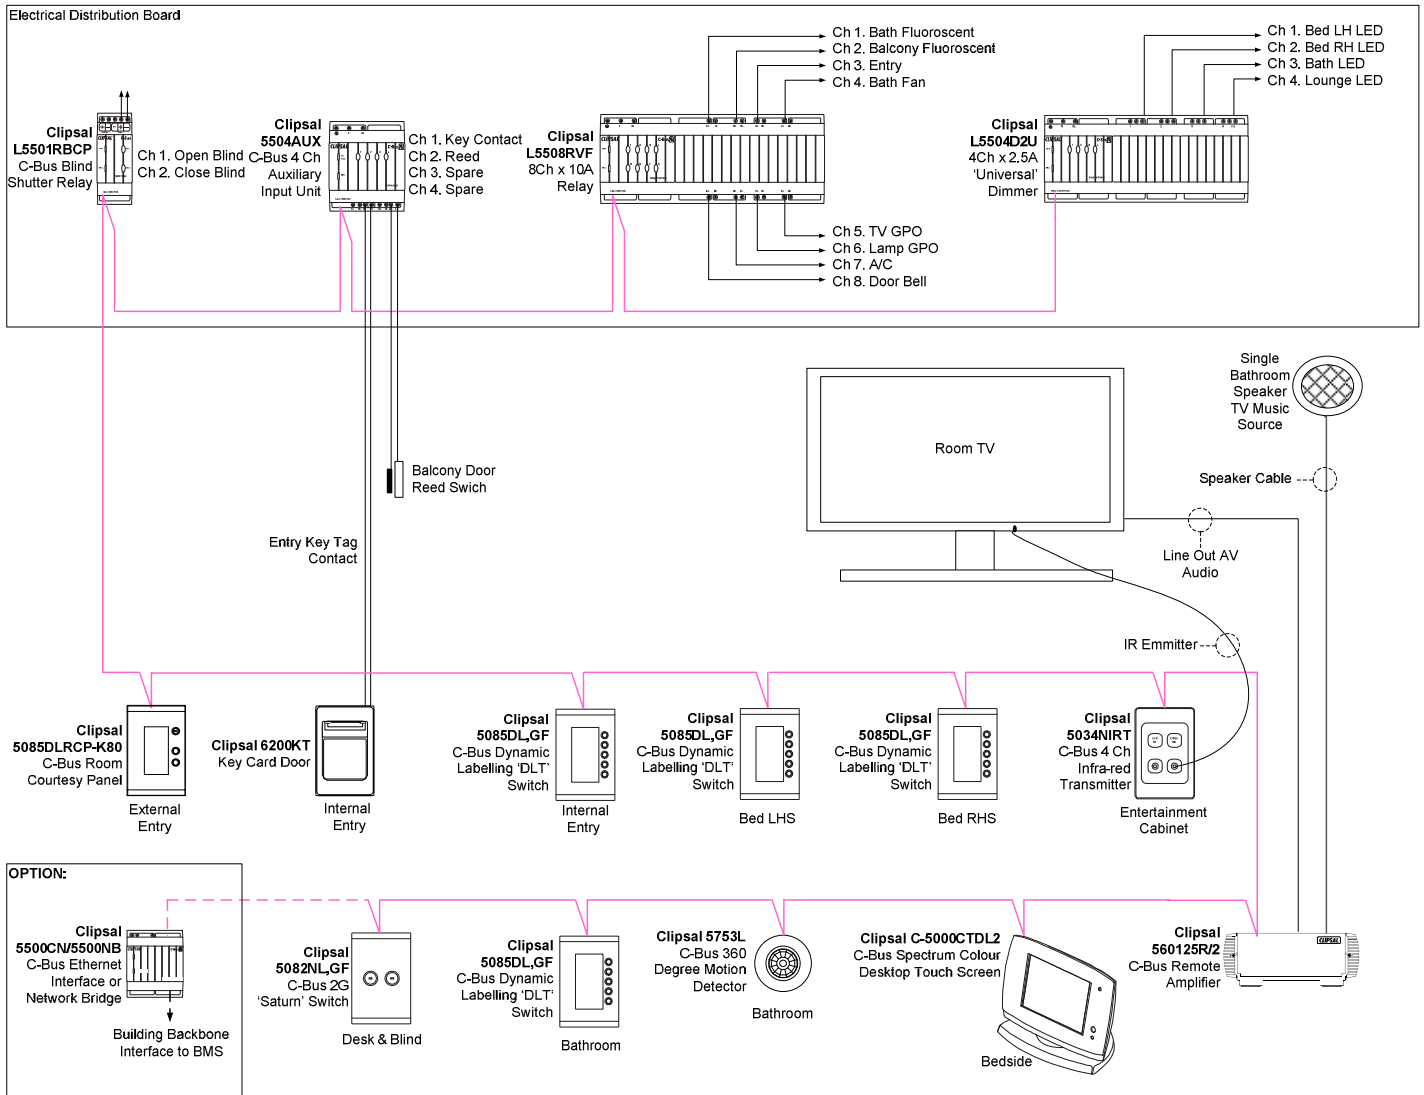 Electrical Distribution Board
Clipsal
L5501RBCP
C-Bus Blind
Shutter Relay
Ch 1. Open Blind
Ch 2. Close Blind
Clipsal
5504AUX
C-Bus 4 Ch
Auxiliary
Input Unit
Ch 1. Key Contact
Ch 2. Reed
Ch 3. Spare
Ch 4. Spare
Clipsal
L5508RVF
8Ch x 10A
Relay
Ch 1. Bath Fluoroscent
Ch 2. Balcony Fluoroscent
Ch 3. Entry
Ch 4. Bath Fan
Ch 5. TV GPO
Ch 6. Lamp GPO
Ch 7. A/C
Ch 8. Door Bell
Clipsal
L5504D2U
4Ch x 2.5A
'Universal'
Dimmer
Ch 1. Bed LH LED
Ch 2. Bed RH LED
Ch 3. Bath LED
Ch 4. Lounge LED
Balcony Door
Reed Swich
Entry Key Tag
Contact
Room TV
Single
Bathroom
Speaker
TV Music
Source
Speaker Cable
Line Out AV
Audio
IR Emmitter
Clipsal
5085DLRCP-K80
C-Bus Room
Courtesy Panel
External
Entry
Clipsal 6200KT
Key Card Door
Internal
Entry
Clipsal
5085DL,GF
C-Bus Dynamic
Labelling 'DLT'
Switch
Internal
Entry
Clipsal
5085DL,GF
C-Bus Dynamic
Labelling 'DLT'
Switch
Bed LHS
Clipsal
5085DL,GF
C-Bus Dynamic
Labelling 'DLT'
Switch
Bed RHS
Clipsal
5034NIRT
C-Bus 4 Ch
Infra-red
Transmitter
Entertainment
Cabinet
OPTION:
Clipsal
5500CN/5500NB
C-Bus Ethernet
Interface or
Network Bridge
Building Backbone
Interface to BMS
Clipsal
5082NL,GF
C-Bus 2G
'Saturn' Switch
Desk & Blind
Clipsal
5085DL,GF
C-Bus Dynamic
Labelling 'DLT'
Switch
Bathroom
Clipsal 5753L
C-Bus 360
Degree Motion
Detector
Bathroom
Clipsal C-5000CTDL2
C-Bus Spectrum Colour
Desktop Touch Screen
Bedside
Clipsal
560125R/2
C-Bus Remote
Amplifier
CLIPSAL